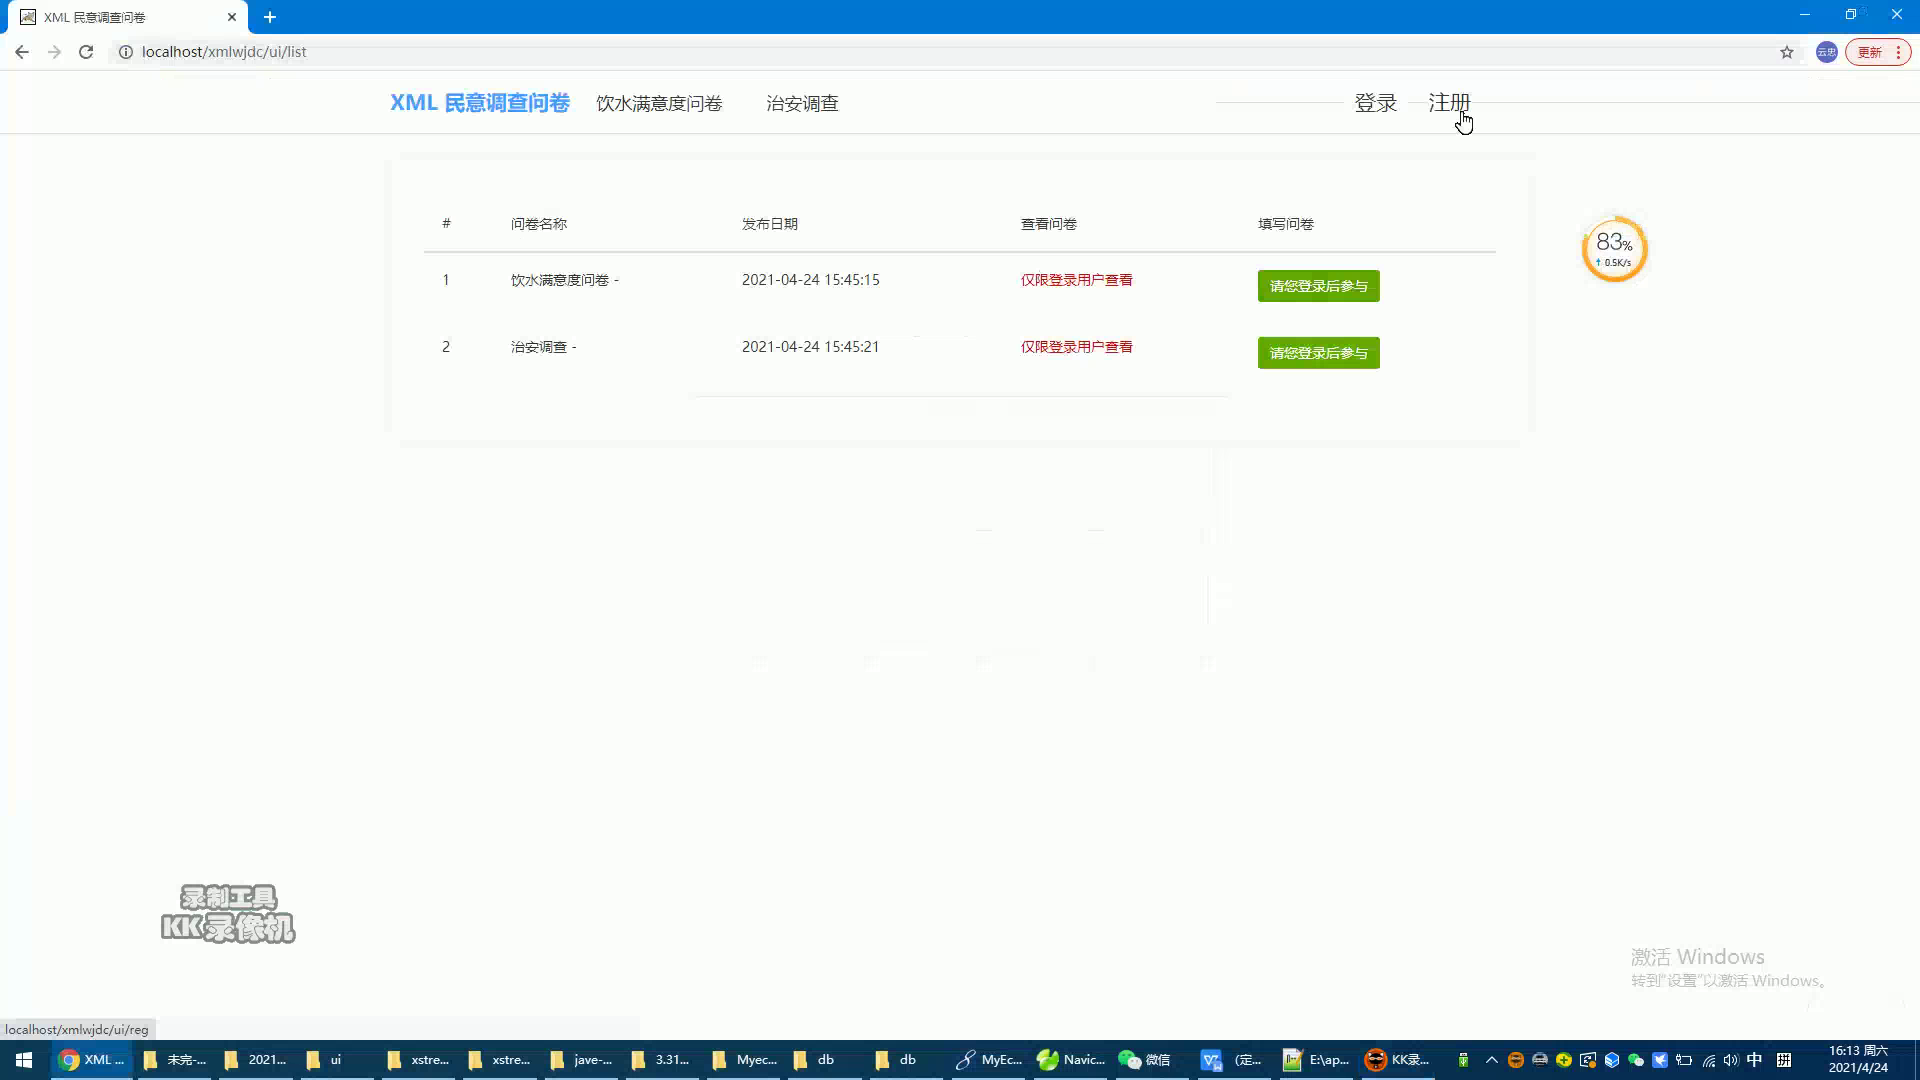 XML 民意调查问卷
localhost/xmlwjdc/ui/list
云忠
更新
XML 民意调查问卷 饮水满意度问卷 治安调查 登录 注册
# 问卷名称 发布日期 查看问卷 填写问卷
1 饮水满意度问卷 - 2021-04-24 15:45:15 仅限登录用户查看 请您登录后参与
2 治安调查 - 2021-04-24 15:45:21 仅限登录用户查看 请您登录后参与
83%
↑ 0.5K/s
录制工具
KK录像机
激活 Windows
转到"设置"以激活 Windows。
localhost/xmlwjdc/ui/reg
XML ... 未完-... 2021... ui xstre... xstre... jave-... 3.31... Myec... db db MyEc... Navic... 微信 (定... E:\ap... KK录... 中 拼
16:13 周六
2021/4/24